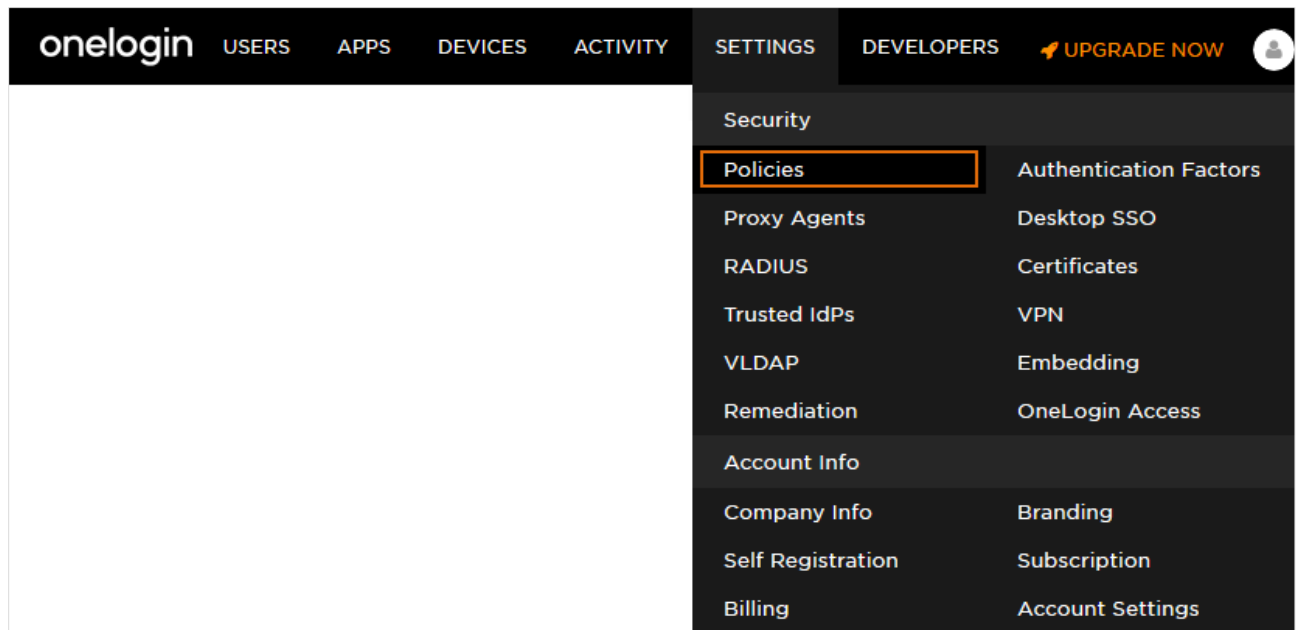 onelogin USERS APPS DEVICES ACTIVITY SETTINGS DEVELOPERS UPGRADE NOW
Security
Policies Authentication Factors
Proxy Agents Desktop SSO
RADIUS Certificates
Trusted IdPs VPN
VLDAP Embedding
Remediation OneLogin Access
Account Info
Company Info Branding
Self Registration Subscription
Billing Account Settings